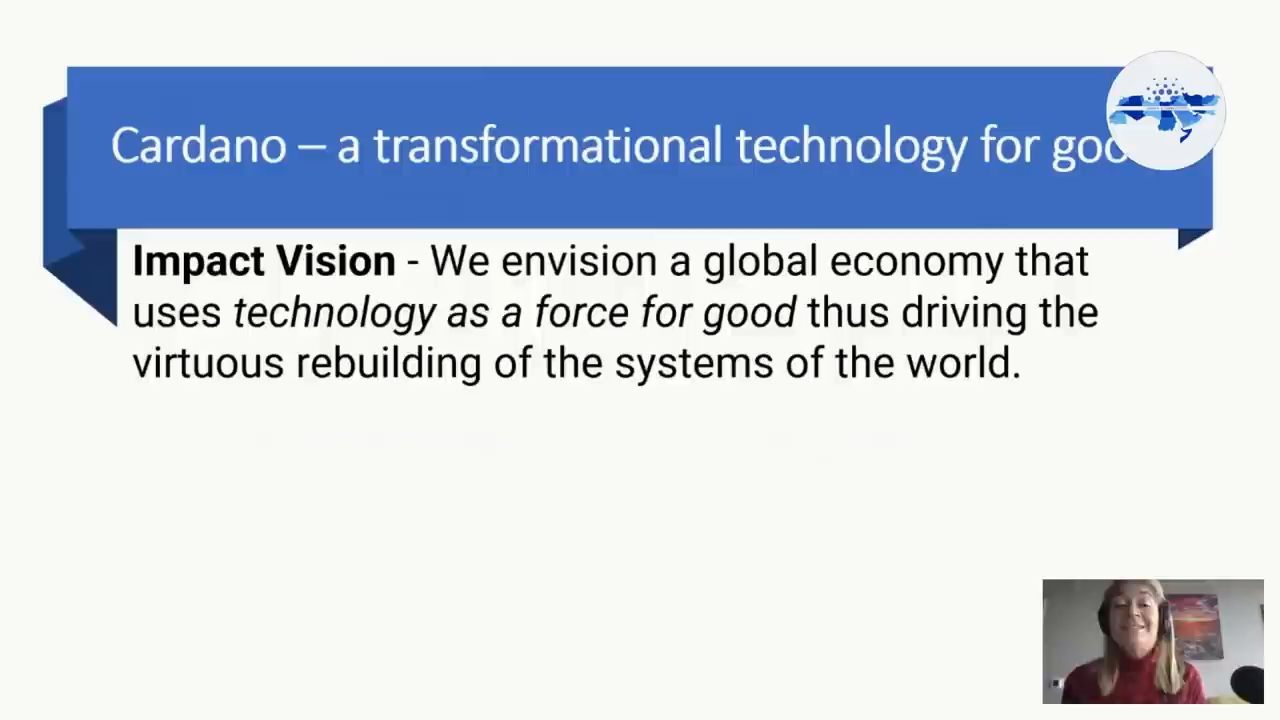 Cardano – a transformational technology for goo
Impact Vision - We envision a global economy that
uses technology as a force for good thus driving the
virtuous rebuilding of the systems of the world.